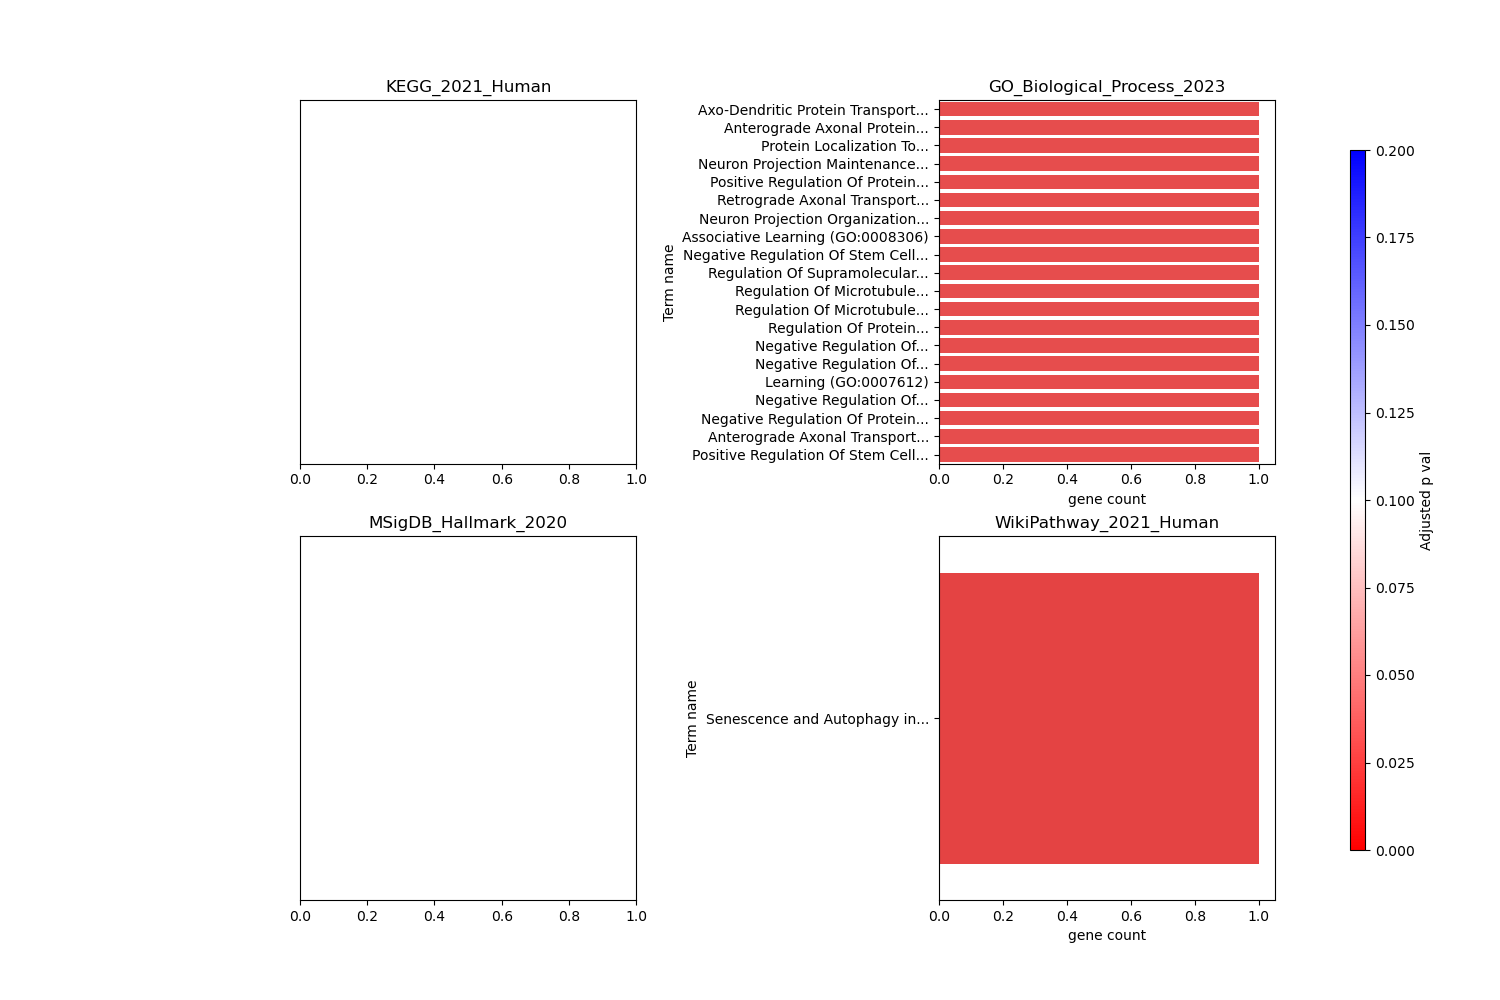 KEGG_2021_Human
0.0 0.2 0.4 0.6 0.8 1.0
GO_Biological_Process_2023
Term name
Axo-Dendritic Protein Transport...
Anterograde Axonal Protein...
Protein Localization To...
Neuron Projection Maintenance...
Positive Regulation Of Protein...
Retrograde Axonal Transport...
Neuron Projection Organization...
Associative Learning (GO:0008306)
Negative Regulation Of Stem Cell...
Regulation Of Supramolecular...
Regulation Of Microtubule...
Regulation Of Microtubule...
Regulation Of Protein...
Negative Regulation Of...
Negative Regulation Of...
Learning (GO:0007612)
Negative Regulation Of...
Negative Regulation Of Protein...
Anterograde Axonal Transport...
Positive Regulation Of Stem Cell...
0.0 0.2 0.4 0.6 0.8 1.0
gene count
MSigDB_Hallmark_2020
0.0 0.2 0.4 0.6 0.8 1.0
WikiPathway_2021_Human
Term name
Senescence and Autophagy in...
0.0 0.2 0.4 0.6 0.8 1.0
gene count
0.200
0.175
0.150
0.125
0.100
0.075
0.050
0.025
0.000
Adjusted p val